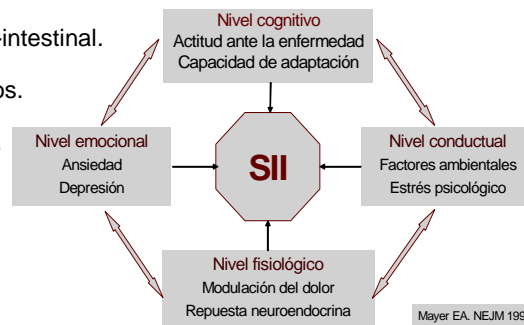 -intestinal.
os.
Nivel cognitivo
Actitud ante la enfermedad
Capacidad de adaptación
Nivel emocional
Ansiedad
Depresión
SII
Nivel conductual
Factores ambientales
Estrés psicológico
Nivel fisiológico
Modulación del dolor
Repuesta neuroendocrina
Mayer EA. NEJM 199